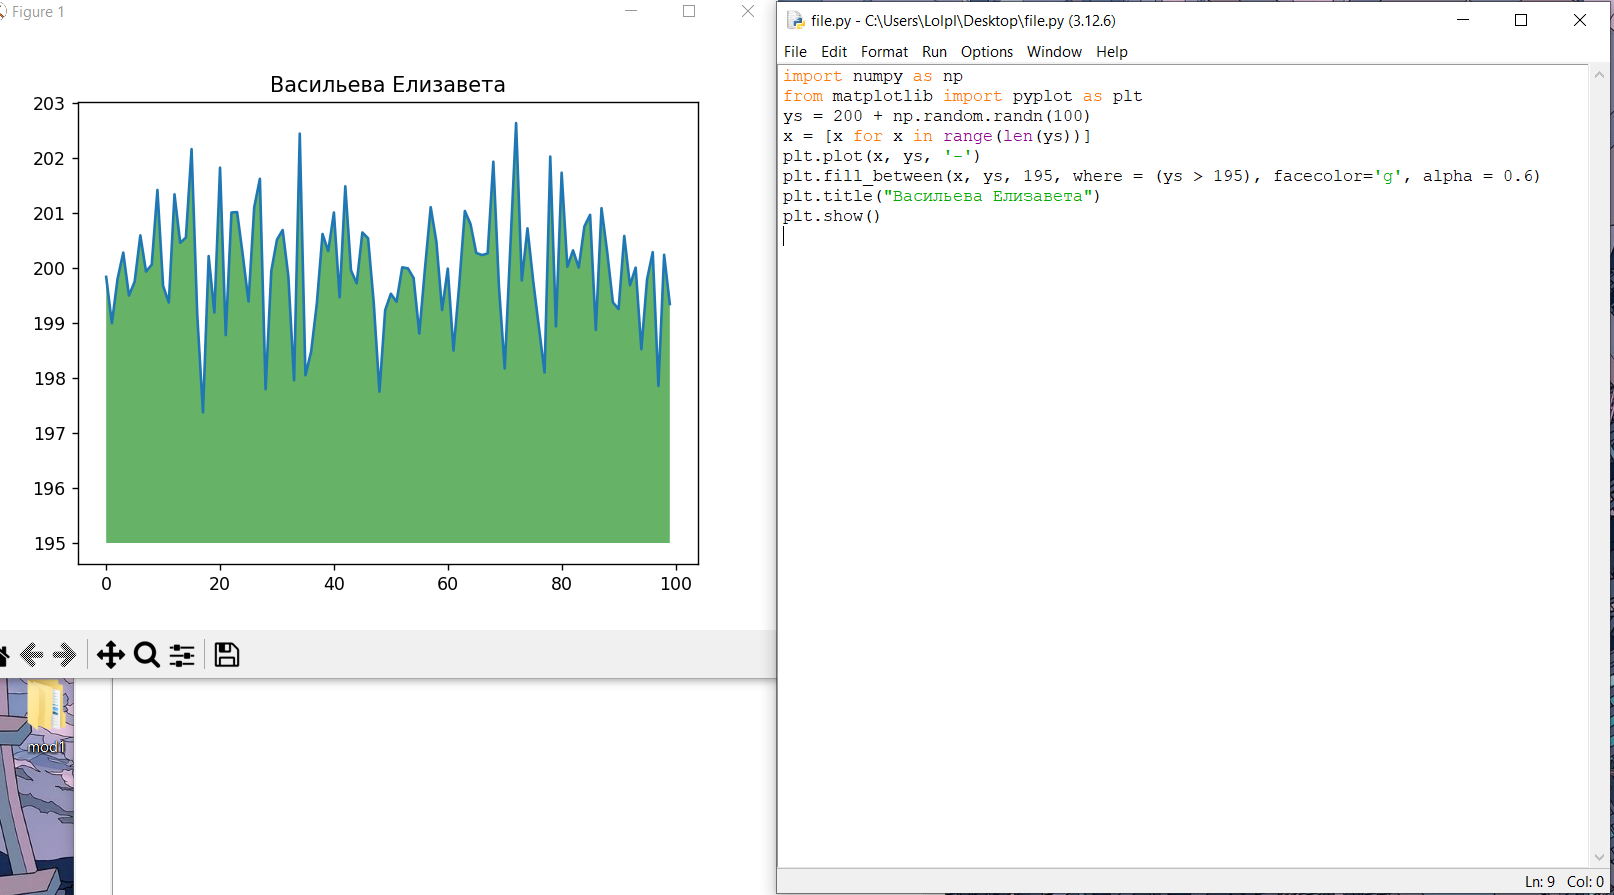 Figure 1
Васильева Елизавета
203
202
201
200
199
198
197
196
195
0 20 40 60 80 100
mod1
file.py - C:\Users\Lolpl\Desktop\file.py (3.12.6)
File Edit Format Run Options Window Help
import numpy as np
from matplotlib import pyplot as plt
ys = 200 + np.random.randn(100)
x = [x for x in range(len(ys))]
plt.plot(x, ys, '-')
plt.fill_between(x, ys, 195, where = (ys > 195), facecolor='g', alpha = 0.6)
plt.title("Васильева Елизавета")
plt.show()
Ln: 9 Col: 0